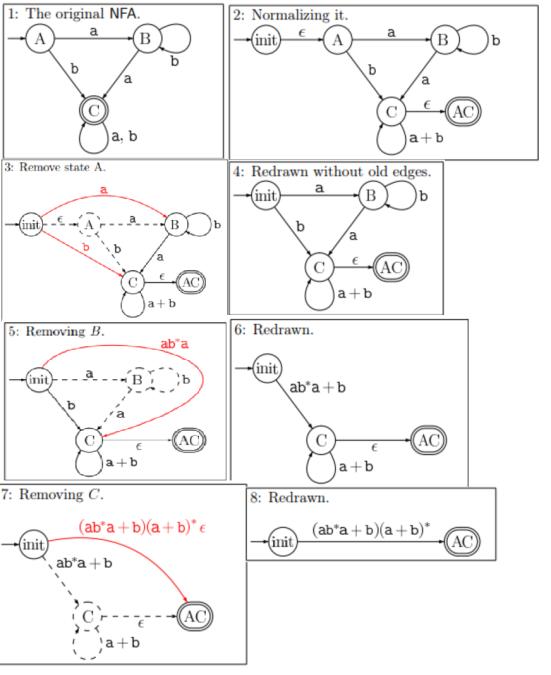 1: The original NFA.
A a B b
b a
C
a, b
2: Normalizing it.
init ϵ A a B b
b a
C ϵ AC
a + b
3: Remove state A.
a
init ϵ A a B b
b b a
C ϵ AC
a + b
4: Redrawn without old edges.
init a B b
b a
C ϵ AC
a + b
5: Removing B.
ab*a
init a B b
b a
C ϵ AC
a + b
6: Redrawn.
init
ab*a + b
C ϵ AC
a + b
7: Removing C.
(ab*a + b)(a + b)* ϵ
init
ab*a + b
C ϵ AC
a + b
8: Redrawn.
init (ab*a + b)(a + b)* AC